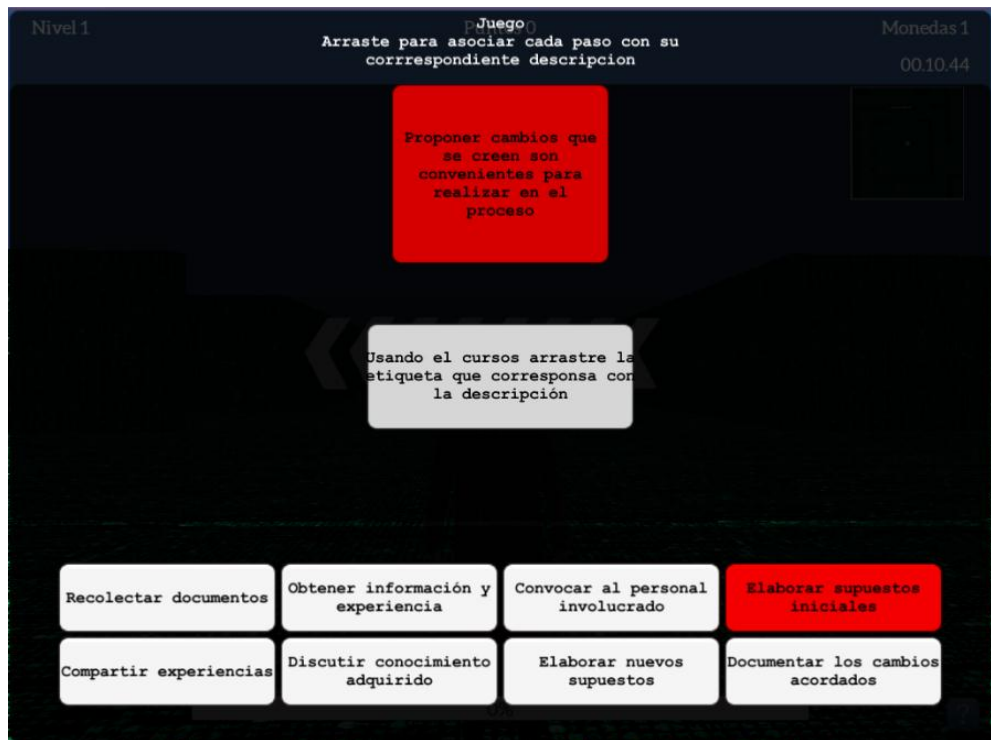 Nivel 1
Juego
Puntos 0
Monedas 1
Arraste para asociar cada paso con su
corrrespondiente descripcion
00.10.44
Proponer cambios que
se creen son
convenientes para
realizar en el
proceso
Usando el cursos arrastre la
etiqueta que corresponsa con
la descripción
Recolectar documentos
Obtener información y
experiencia
Convocar al personal
involucrado
Elaborar supuestos
iniciales
Compartir experiencias
Discutir conocimiento
adquirido
Elaborar nuevos
supuestos
Documentar los cambios
acordados
0%
?